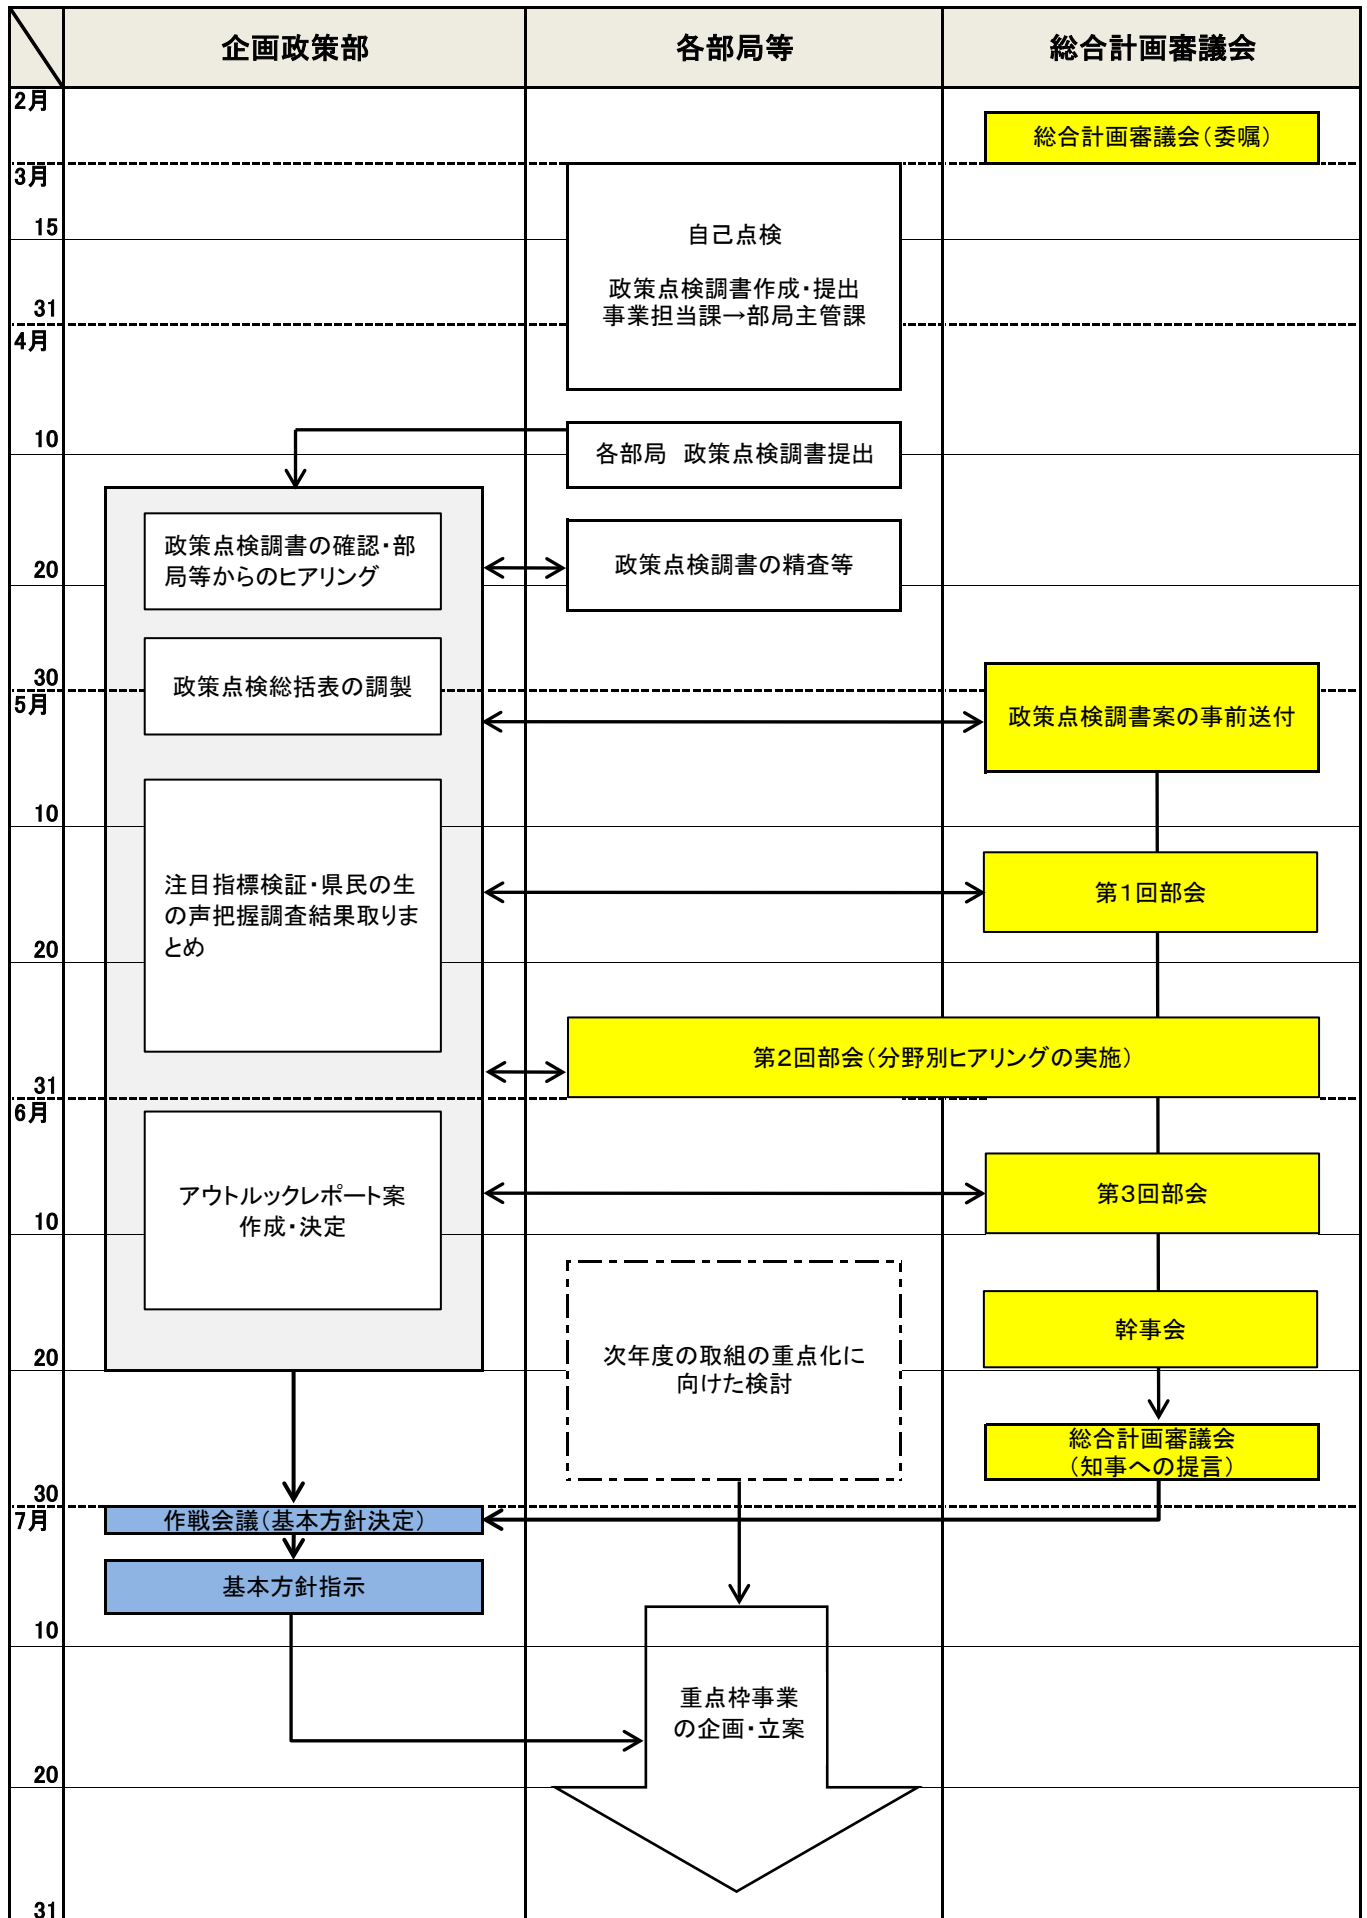 企画政策部
各部局等
総合計画審議会
2月
総合計画審議会(委嘱)
3月
15
自己点検
政策点検調書作成・提出
事業担当課→部局主管課
31
4月
10
各部局　政策点検調書提出
政策点検調書の確認・部
局等からのヒアリング
政策点検調書の精査等
20
政策点検総括表の調製
30
5月
政策点検調書案の事前送付
10
注目指標検証・県民の生
の声把握調査結果取りま
とめ
第1回部会
20
第2回部会(分野別ヒアリングの実施)
31
6月
アウトルックレポート案
作成・決定
第3回部会
10
幹事会
次年度の取組の重点化に
向けた検討
20
総合計画審議会
(知事への提言)
30
7月
作戦会議(基本方針決定)
基本方針指示
10
重点枠事業
の企画・立案
20
31